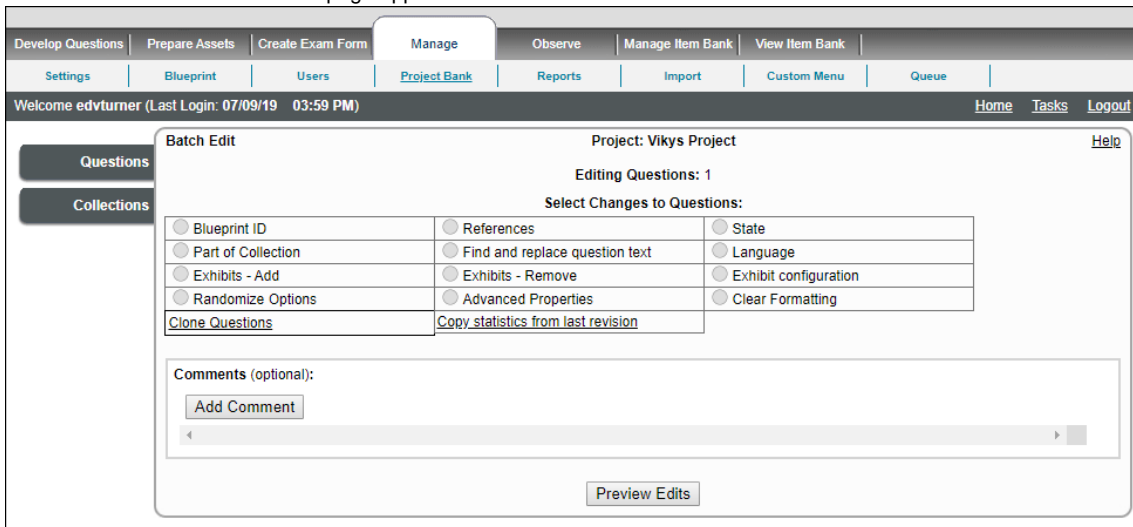 Develop Questions Prepare Assets Create Exam Form Manage Observe Manage Item Bank View Item Bank
Settings Blueprint Users Project Bank Reports Import Custom Menu Queue
Welcome edvturner (Last Login: 07/09/19 03:59 PM) Home Tasks Logout
Questions
Collections
Batch Edit Project: Vikys Project Help
Editing Questions: 1
Select Changes to Questions:
Blueprint ID References State
Part of Collection Find and replace question text Language
Exhibits - Add Exhibits - Remove Exhibit configuration
Randomize Options Advanced Properties Clear Formatting
Clone Questions Copy statistics from last revision
Comments (optional):
Add Comment
Preview Edits